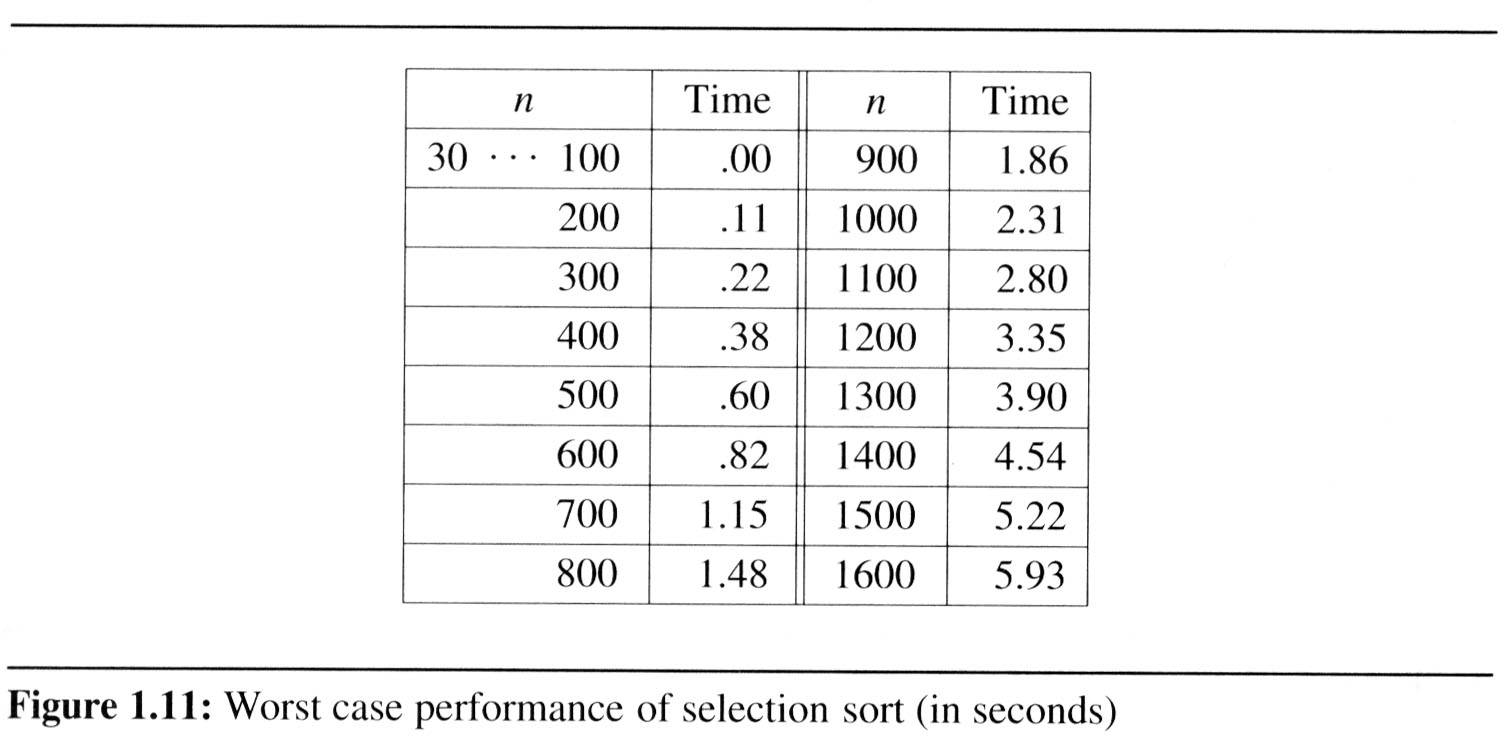 n Time n Time
30 ··· 100 .00 900 1.86
200 .11 1000 2.31
300 .22 1100 2.80
400 .38 1200 3.35
500 .60 1300 3.90
600 .82 1400 4.54
700 1.15 1500 5.22
800 1.48 1600 5.93
Figure 1.11: Worst case performance of selection sort (in seconds)